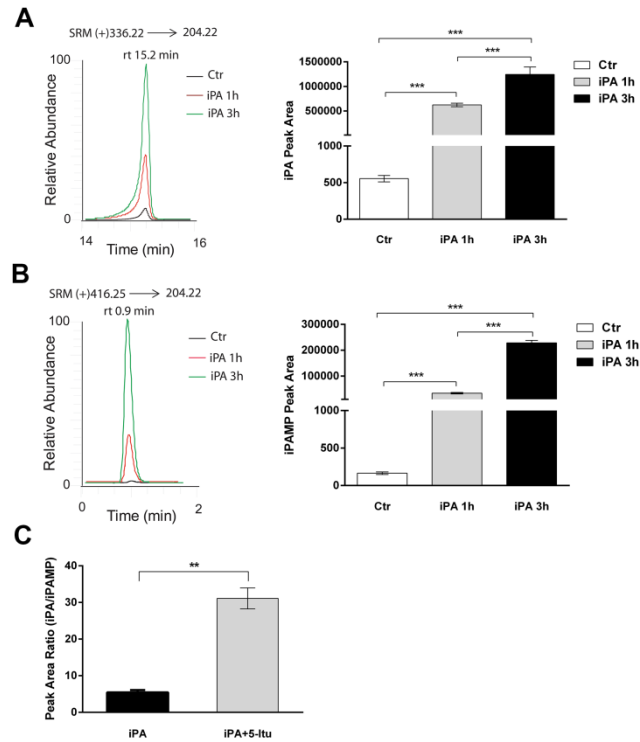 A
SRM (+)336.22 → 204.22
rt 15.2 min
Relative Abundance
100
0
14
16
Time (min)
Ctr
iPA 1h
iPA 3h
iPA Peak Area
1500000
1000000
500000
1000
500
0
***
***
***
Ctr
iPA 1h
iPA 3h
Ctr
iPA 1h
iPA 3h
B
SRM (+)416.25 → 204.22
rt 0.9 min
Relative Abundance
100
0
0
2
Time (min)
Ctr
iPA 1h
iPA 3h
iPAMP Peak Area
300000
200000
100000
1000
500
0
***
***
***
Ctr
iPA 1h
iPA 3h
Ctr
iPA 1h
iPA 3h
C
Peak Area Ratio (iPA/iPAMP)
40
30
20
10
0
**
iPA
iPA+5-Itu